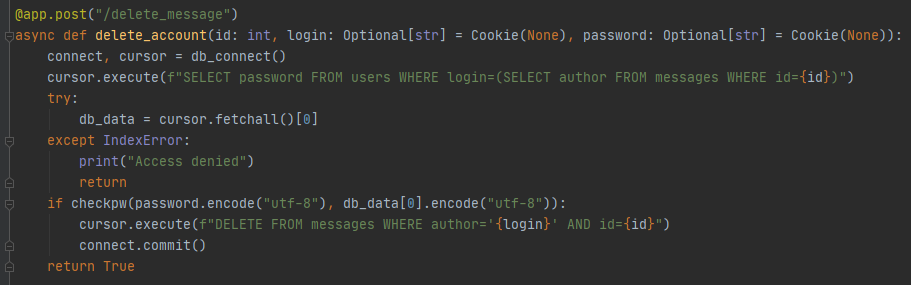 @app.post("/delete_message")
async def delete_account(id: int, login: Optional[str] = Cookie(None), password: Optional[str] = Cookie(None)):
    connect, cursor = db_connect()
    cursor.execute(f"SELECT password FROM users WHERE login=(SELECT author FROM messages WHERE id={id})")
    try:
        db_data = cursor.fetchall()[0]
    except IndexError:
        print("Access denied")
        return
    if checkpw(password.encode("utf-8"), db_data[0].encode("utf-8")):
        cursor.execute(f"DELETE FROM messages WHERE author='{login}' AND id={id}")
        connect.commit()
    return True